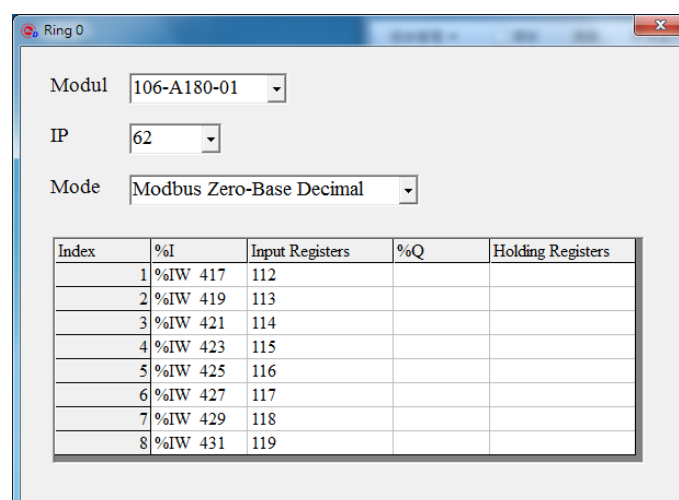 Ring 0
Modul 106-A180-01
IP 62
Mode Modbus Zero-Base Decimal
Index %I Input Registers %Q Holding Registers
1 %IW 417 112
2 %IW 419 113
3 %IW 421 114
4 %IW 423 115
5 %IW 425 116
6 %IW 427 117
7 %IW 429 118
8 %IW 431 119